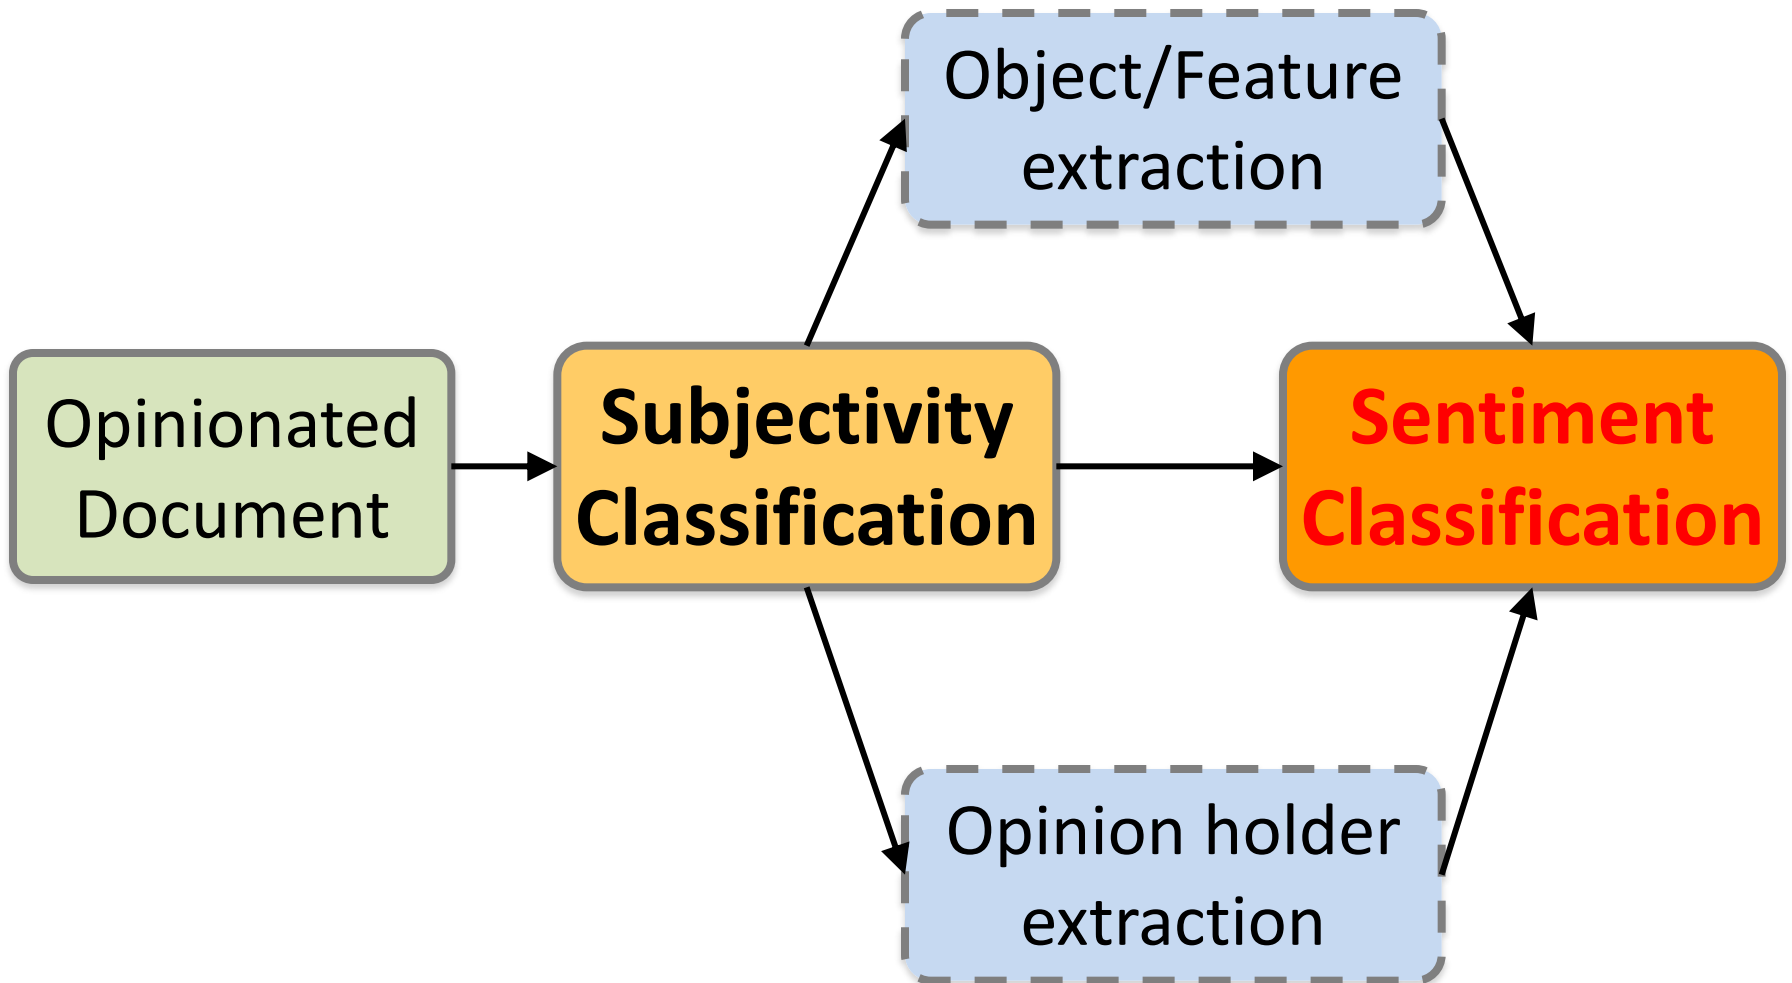 Object/Feature
extraction
Opinionated
Document
Subjectivity
Classification
Sentiment
Classification
Opinion holder
extraction